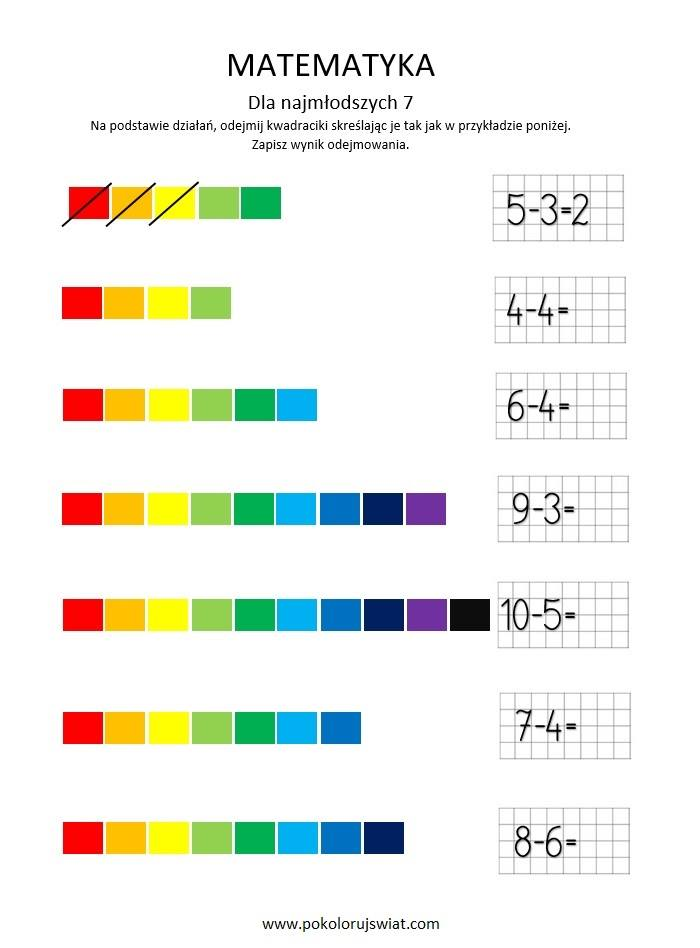 MATEMATYKA
Dla najmłodszych 7
Na podstawie działań, odejmij kwadraciki skreślając je tak jak w przykładzie poniżej.
Zapisz wynik odejmowania.
5-3=2
4-4=
6-4=
9-3=
10-5=
7-4=
8-6=
www.pokolorujswiat.com